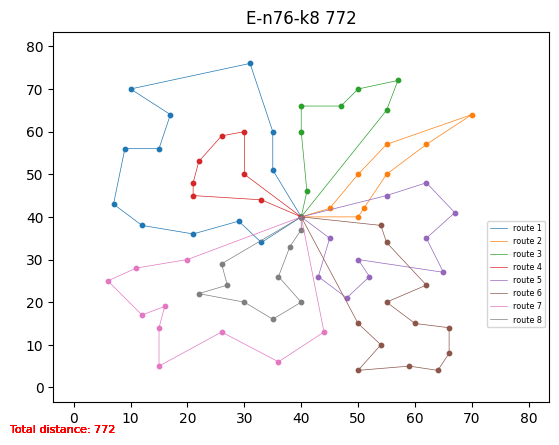 E-n76-k8 772
80
70
60
50
40
30
20
10
0
0 10 20 30 40 50 60 70 80
route 1
route 2
route 3
route 4
route 5
route 6
route 7
route 8
Total distance: 772